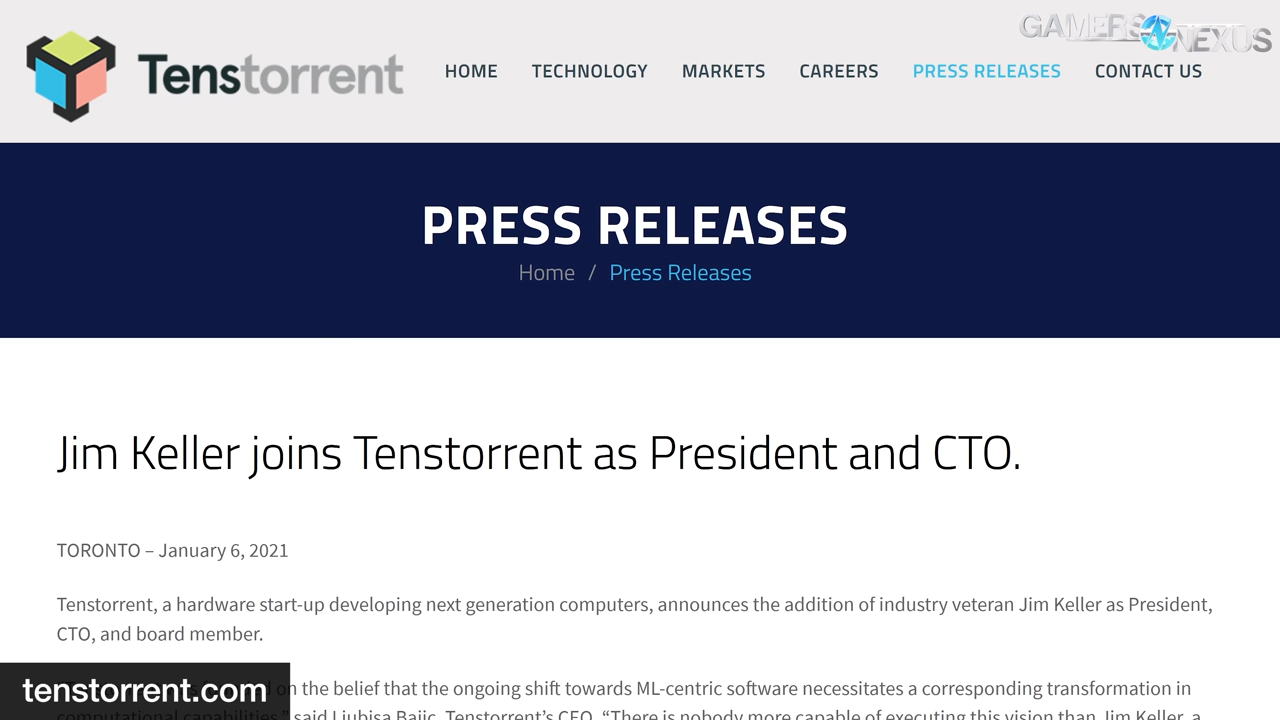 GAMERS NEXUS
Tenstorrent
HOME TECHNOLOGY MARKETS CAREERS PRESS RELEASES CONTACT US
PRESS RELEASES
Home / Press Releases
Jim Keller joins Tenstorrent as President and CTO.
TORONTO – January 6, 2021
Tenstorrent, a hardware start-up developing next generation computers, announces the addition of industry veteran Jim Keller as President,
CTO, and board member.
on the belief that the ongoing shift towards ML-centric software necessitates a corresponding transformation in
computational capabilities,” said Ljubisa Bajic, Tenstorrent’s CEO. “There is nobody more capable of executing this vision than Jim Keller, a
tenstorrent.com